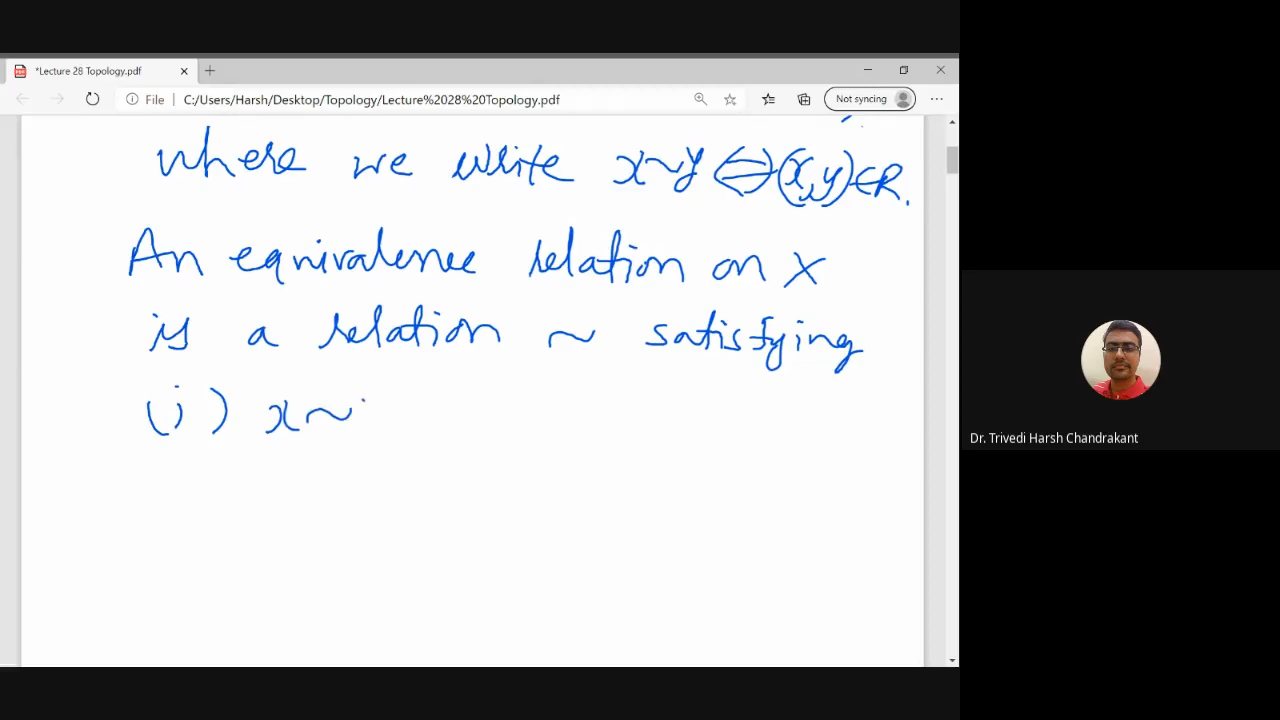 *Lecture 28 Topology.pdf
File | C:/Users/Harsh/Desktop/Topology/Lecture%2028%20Topology.pdf
Not syncing
where we write x~y ⇔ (x,y)∈R.
An equivalence relation on X
is a relation ~ satisfying
(i) x~
Dr. Trivedi Harsh Chandrakant